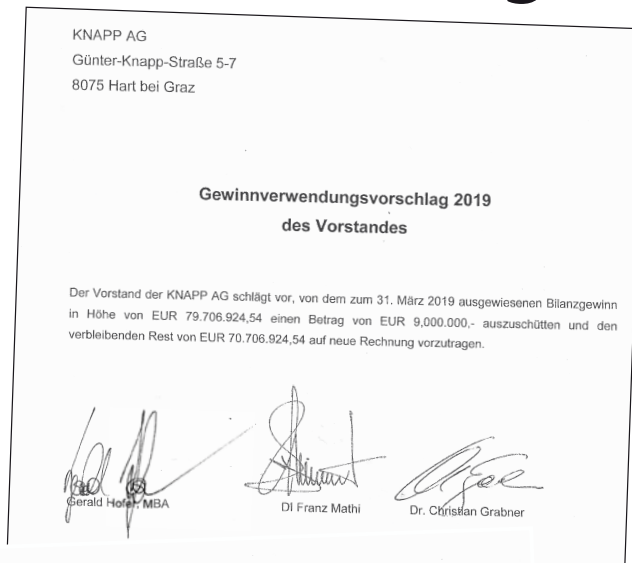 KNAPP AG
Günter-Knapp-Straße 5-7
8075 Hart bei Graz
Gewinnverwendungsvorschlag 2019
des Vorstandes
Der Vorstand der KNAPP AG schlägt vor, von dem zum 31. März 2019 ausgewiesenen Bilanzgewinn
in Höhe von EUR 79.706.924,54 einen Betrag von EUR 9,000.000,- auszuschütten und den
verbleibenden Rest von EUR 70.706.924,54 auf neue Rechnung vorzutragen.
Gerald Hofer, MBA
DI Franz Mathi
Dr. Christian Grabner